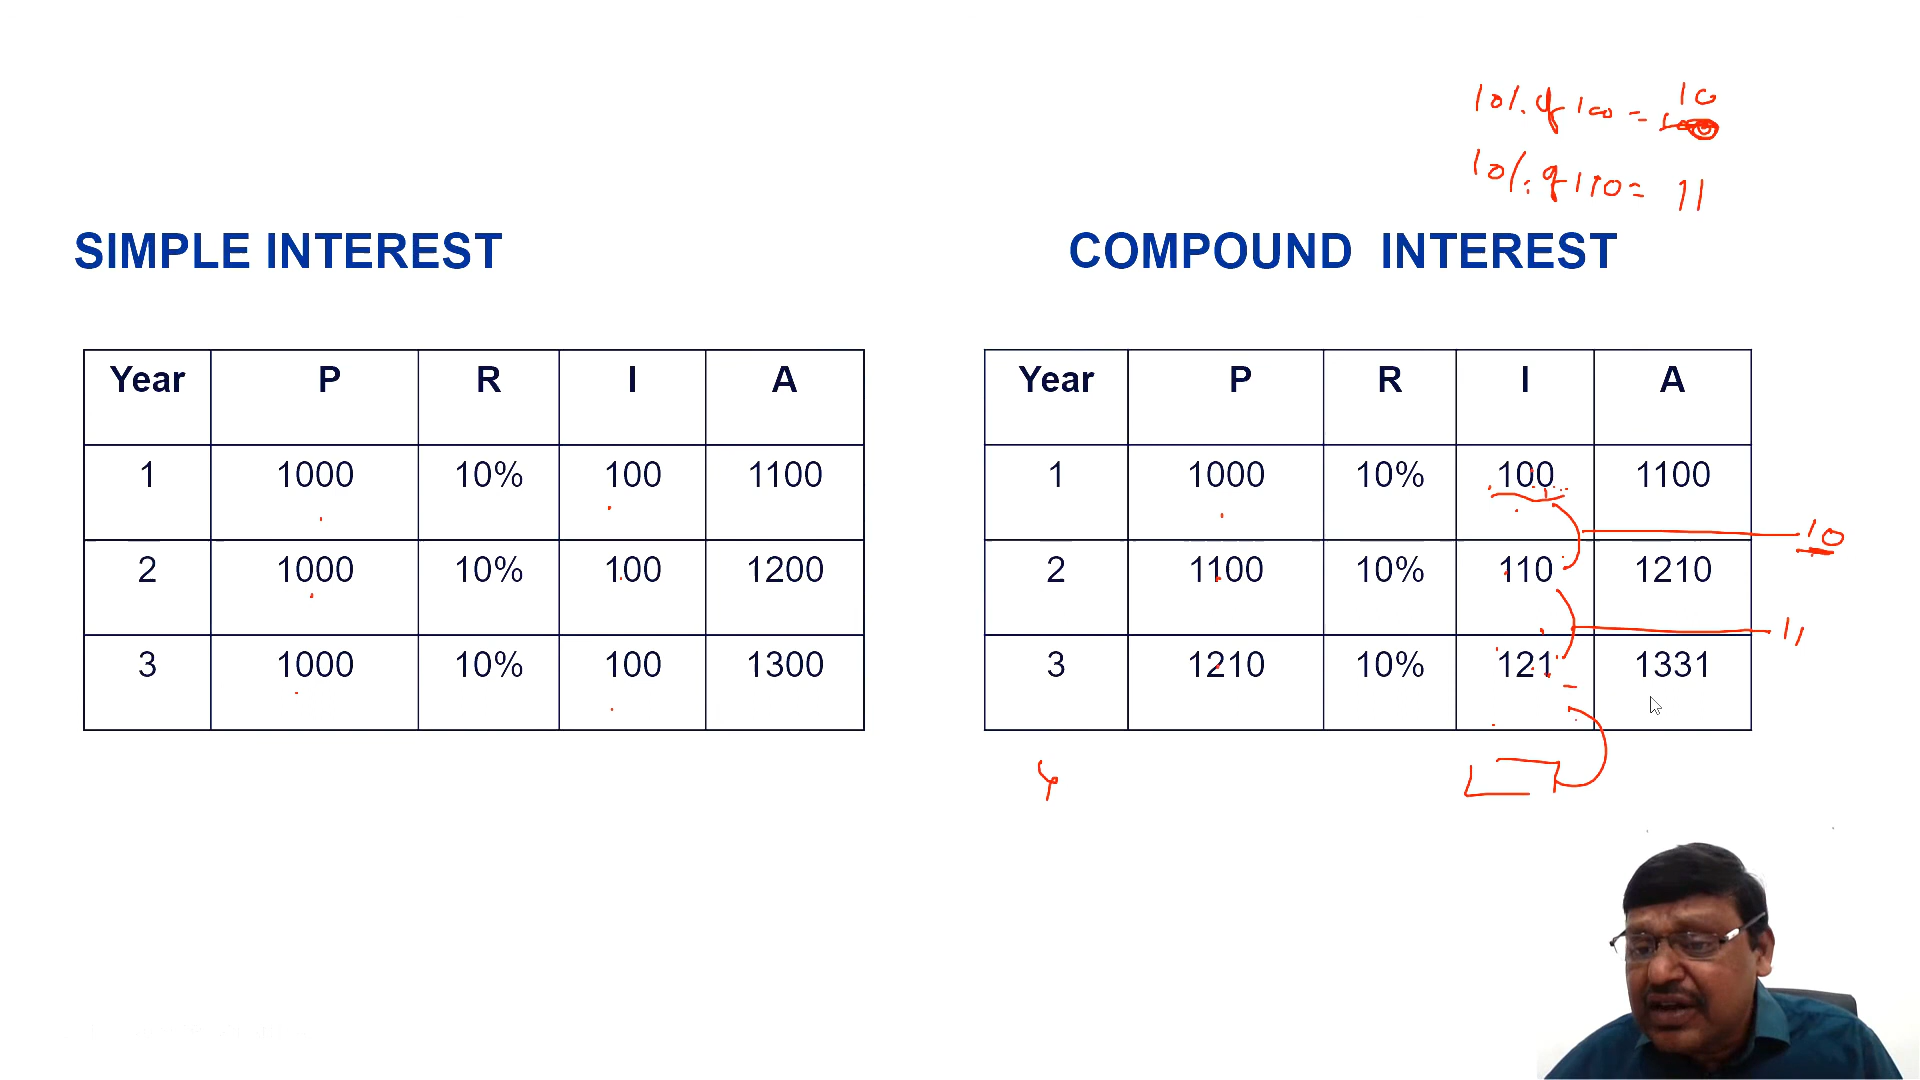 10% of 100 = 10
10% of 110 = 11
SIMPLE INTEREST
COMPOUND INTEREST
Year P R I A
1 1000 10% 100 1100
2 1000 10% 100 1200
3 1000 10% 100 1300
Year P R I A
1 1000 10% 100 1100
10
2 1100 10% 110 1210
11
3 1210 10% 121 1331
4